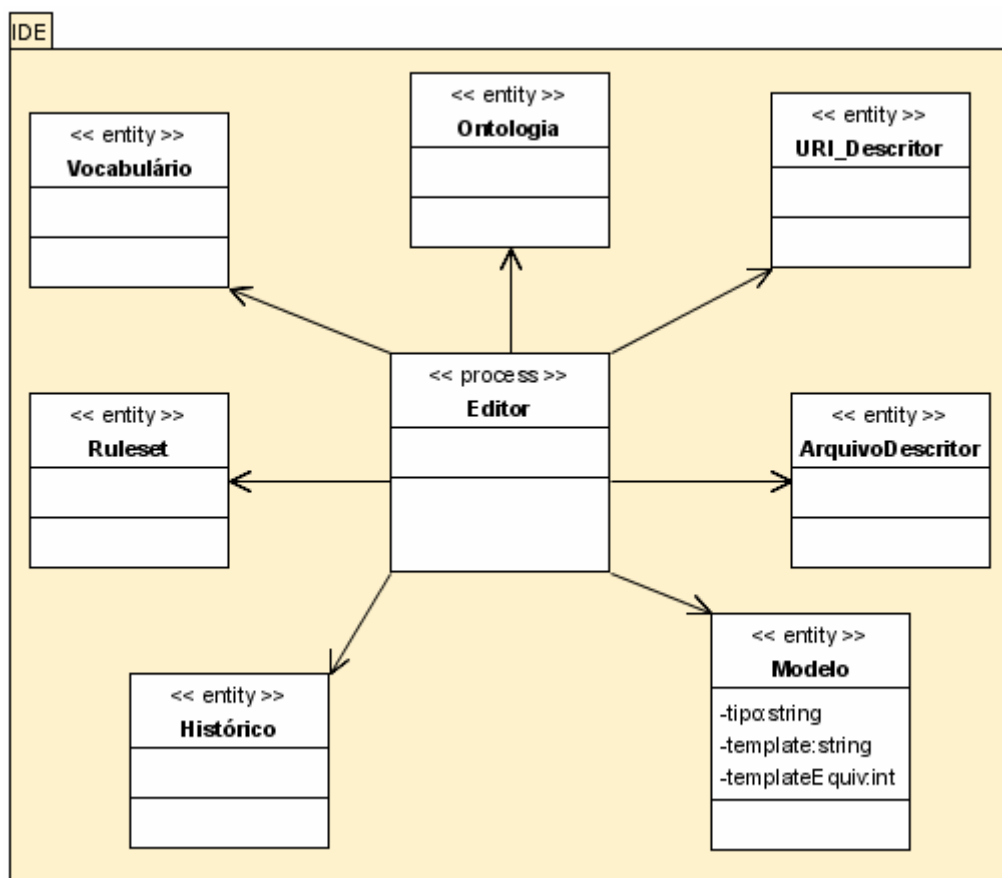 IDE
<< entity >>
Vocabulário
<< entity >>
Ontologia
<< entity >>
URI_Descritor
<< process >>
Editor
<< entity >>
Ruleset
<< entity >>
ArquivoDescritor
<< entity >>
Histórico
<< entity >>
Modelo
-tipo:string
-template:string
-templateEquiv:int